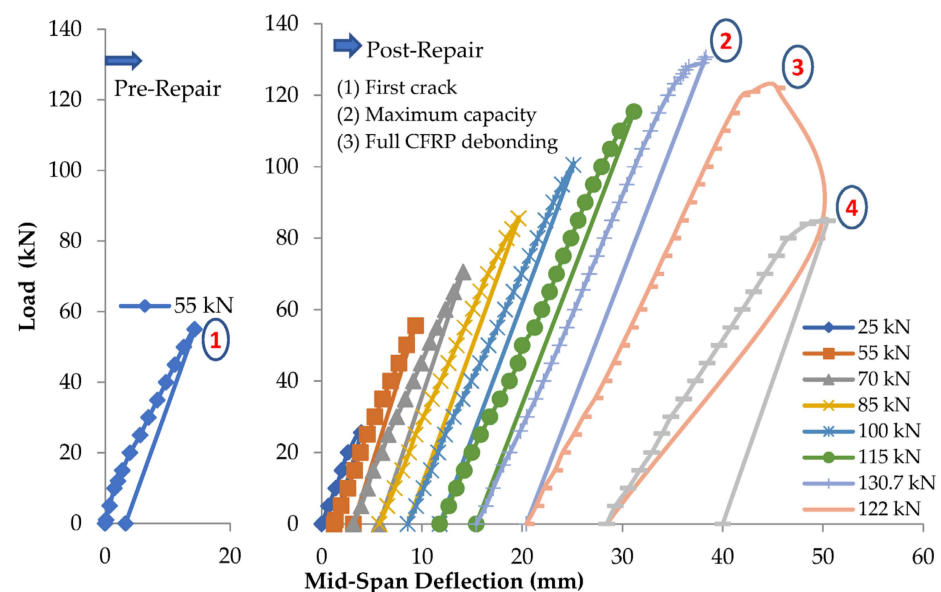 140
120
100
80
60
40
20
0
0
20
Pre-Repair
55 kN
1
140
120
100
80
60
40
20
0
0
10
20
30
40
50
60
Post-Repair
(1) First crack
(2) Maximum capacity
(3) Full CFRP debonding
2
3
4
25 kN
55 kN
70 kN
85 kN
100 kN
115 kN
130.7 kN
122 kN
Load (kN)
Mid-Span Deflection (mm)